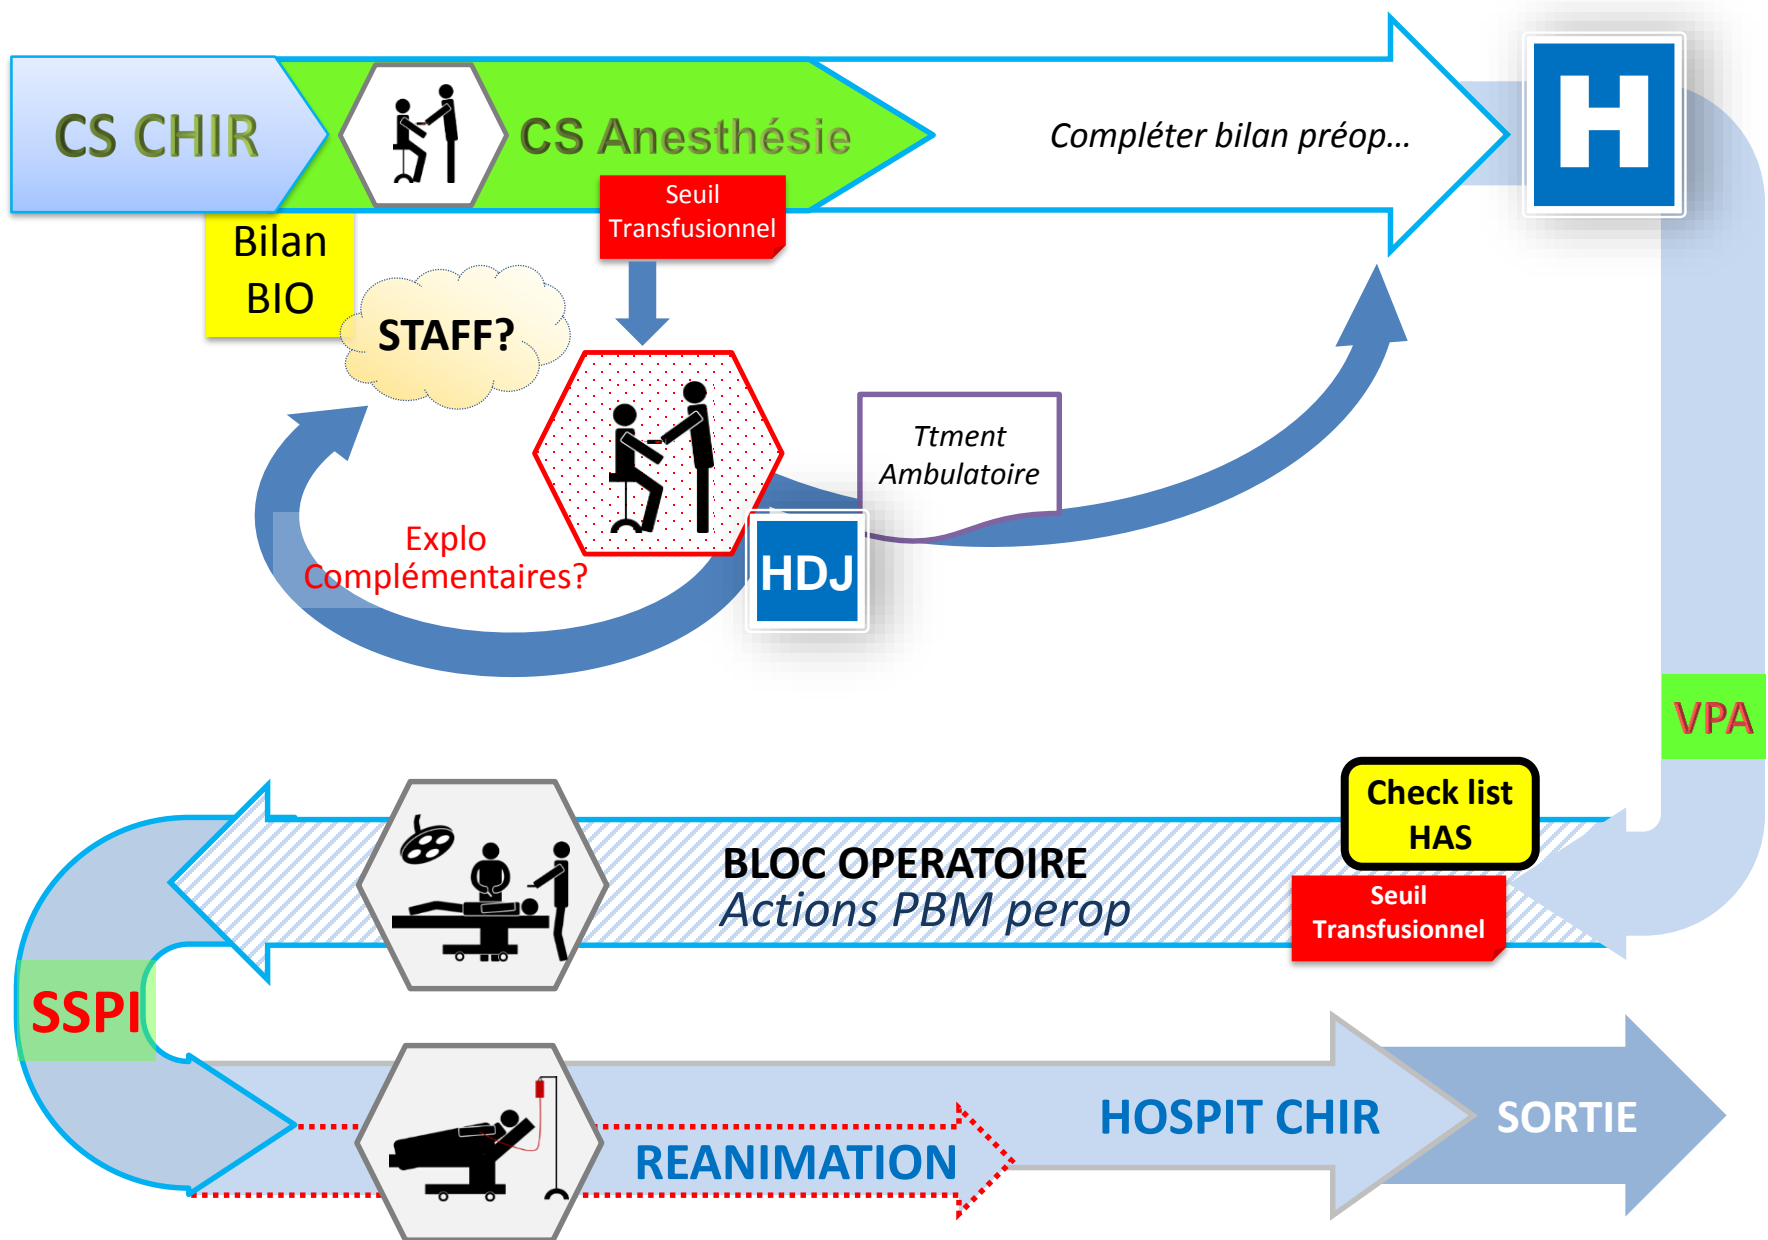 CS CHIR
CS Anesthésie
Compléter bilan préop...
H
Seuil
Transfusionnel
Bilan
BIO
STAFF?
Ttment
Ambulatoire
Explo
Complémentaires?
HDJ
VPA
Check list
HAS
BLOC OPERATOIRE
Actions PBM perop
Seuil
Transfusionnel
SSPI
REANIMATION
HOSPIT CHIR
SORTIE